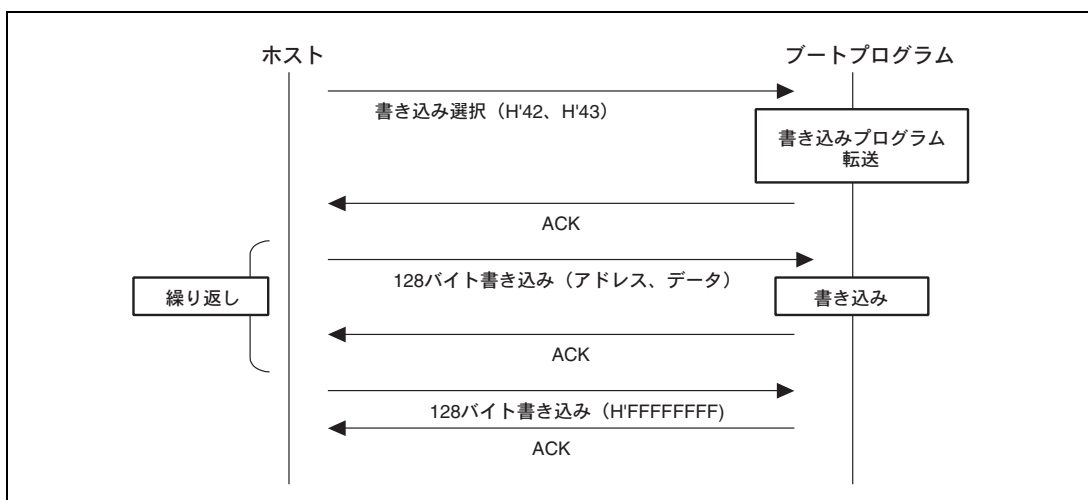 ホスト
ブートプログラム
書き込み選択（H'42、H'43）
書き込みプログラム
転送
ACK
128バイト書き込み（アドレス、データ）
繰り返し
書き込み
ACK
128バイト書き込み（H'FFFFFFFF)
ACK